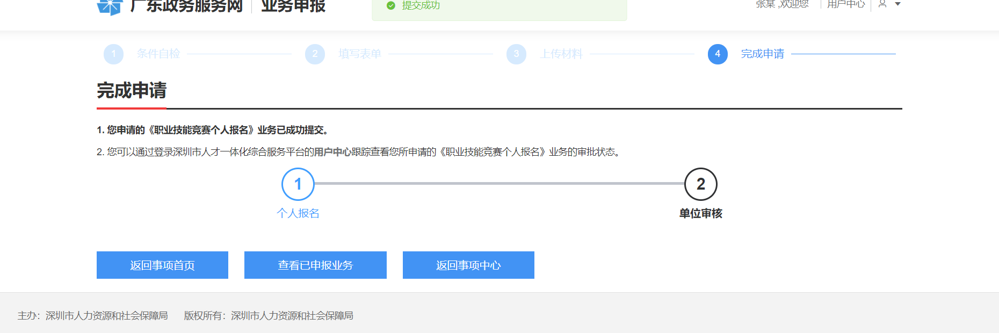 广东政务服务网 业务申报
提交成功
张某 ,欢迎您 用户中心
1 条件自检
2 填写表单
3 上传材料
4 完成申请
完成申请
1. 您申请的《职业技能竞赛个人报名》业务已成功提交。
2. 您可以通过登录深圳市人才一体化综合服务平台的用户中心跟踪查看您所申请的《职业技能竞赛个人报名》业务的审批状态。
1
个人报名
2
单位审核
返回事项首页
查看已申报业务
返回事项中心
主办：深圳市人力资源和社会保障局 版权所有：深圳市人力资源和社会保障局